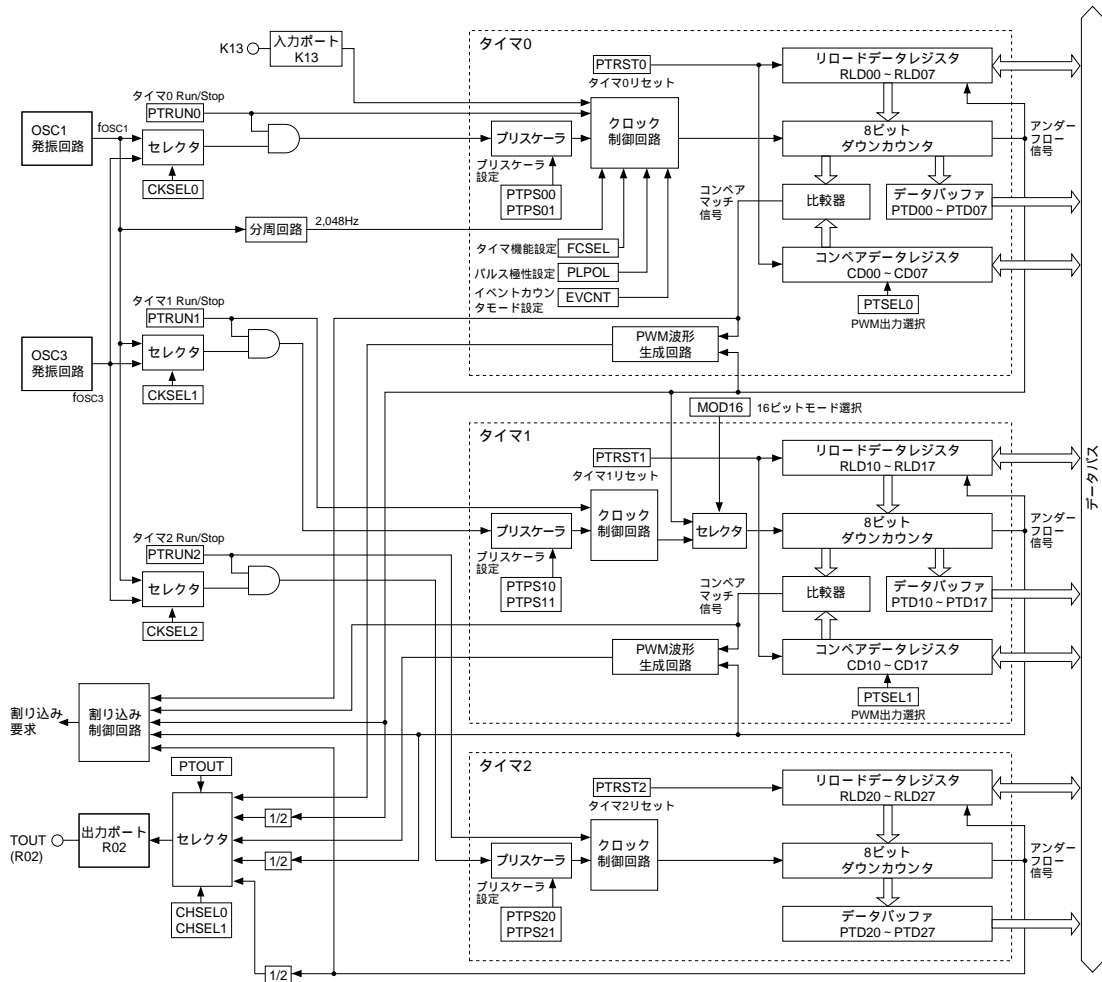 K13
入力ポート
K13
OSC1
発振回路
fOSC1
タイマ0 Run/Stop
PTRUN0
セレクタ
CKSEL0
分周回路
2,048Hz
OSC3
発振回路
fOSC3
タイマ1 Run/Stop
PTRUN1
セレクタ
CKSEL1
タイマ2 Run/Stop
PTRUN2
セレクタ
CKSEL2
タイマ0
PTRST0
タイマ0リセット
プリスケーラ
プリスケーラ
設定
PTPS00
PTPS01
クロック
制御回路
タイマ機能設定
FCSEL
パルス極性設定
PLPOL
イベントカウン
タモード設定
EVCNT
リロードデータレジスタ
RLD00 ~ RLD07
8ビット
ダウンカウンタ
アンダー
フロー
信号
コンペア
マッチ
信号
比較器
データバッファ
PTD00 ~ PTD07
コンペアデータレジスタ
CD00 ~ CD07
PTSEL0
PWM出力選択
PWM波形
生成回路
MOD16
16ビットモード選択
タイマ1
PTRST1
タイマ1リセット
プリスケーラ
プリスケーラ
設定
PTPS10
PTPS11
クロック
制御回路
セレクタ
リロードデータレジスタ
RLD10 ~ RLD17
8ビット
ダウンカウンタ
アンダー
フロー
信号
コンペア
マッチ
信号
比較器
データバッファ
PTD10 ~ PTD17
コンペアデータレジスタ
CD10 ~ CD17
PTSEL1
PWM出力選択
PWM波形
生成回路
データバス
割り込み
要求
割り込み
制御回路
PTOUT
セレクタ
TOUT
(R02)
出力ポート
R02
CHSEL0
CHSEL1
1/2
1/2
1/2
タイマ2
PTRST2
タイマ2リセット
プリスケーラ
プリスケーラ
設定
PTPS20
PTPS21
クロック
制御回路
リロードデータレジスタ
RLD20 ~ RLD27
8ビット
ダウンカウンタ
アンダー
フロー
信号
データバッファ
PTD20 ~ PTD27